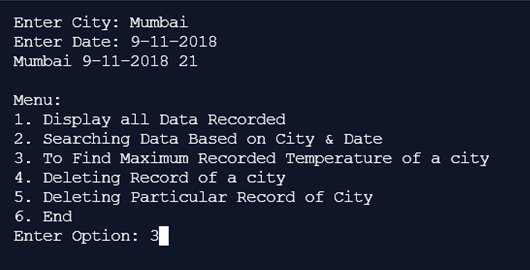 Enter City: Mumbai
Enter Date: 9-11-2018
Mumbai 9-11-2018 21
Menu:
1. Display all Data Recorded
2. Searching Data Based on City & Date
3. To Find Maximum Recorded Temperature of a city
4. Deleting Record of a city
5. Deleting Particular Record of City
6. End
Enter Option: 3